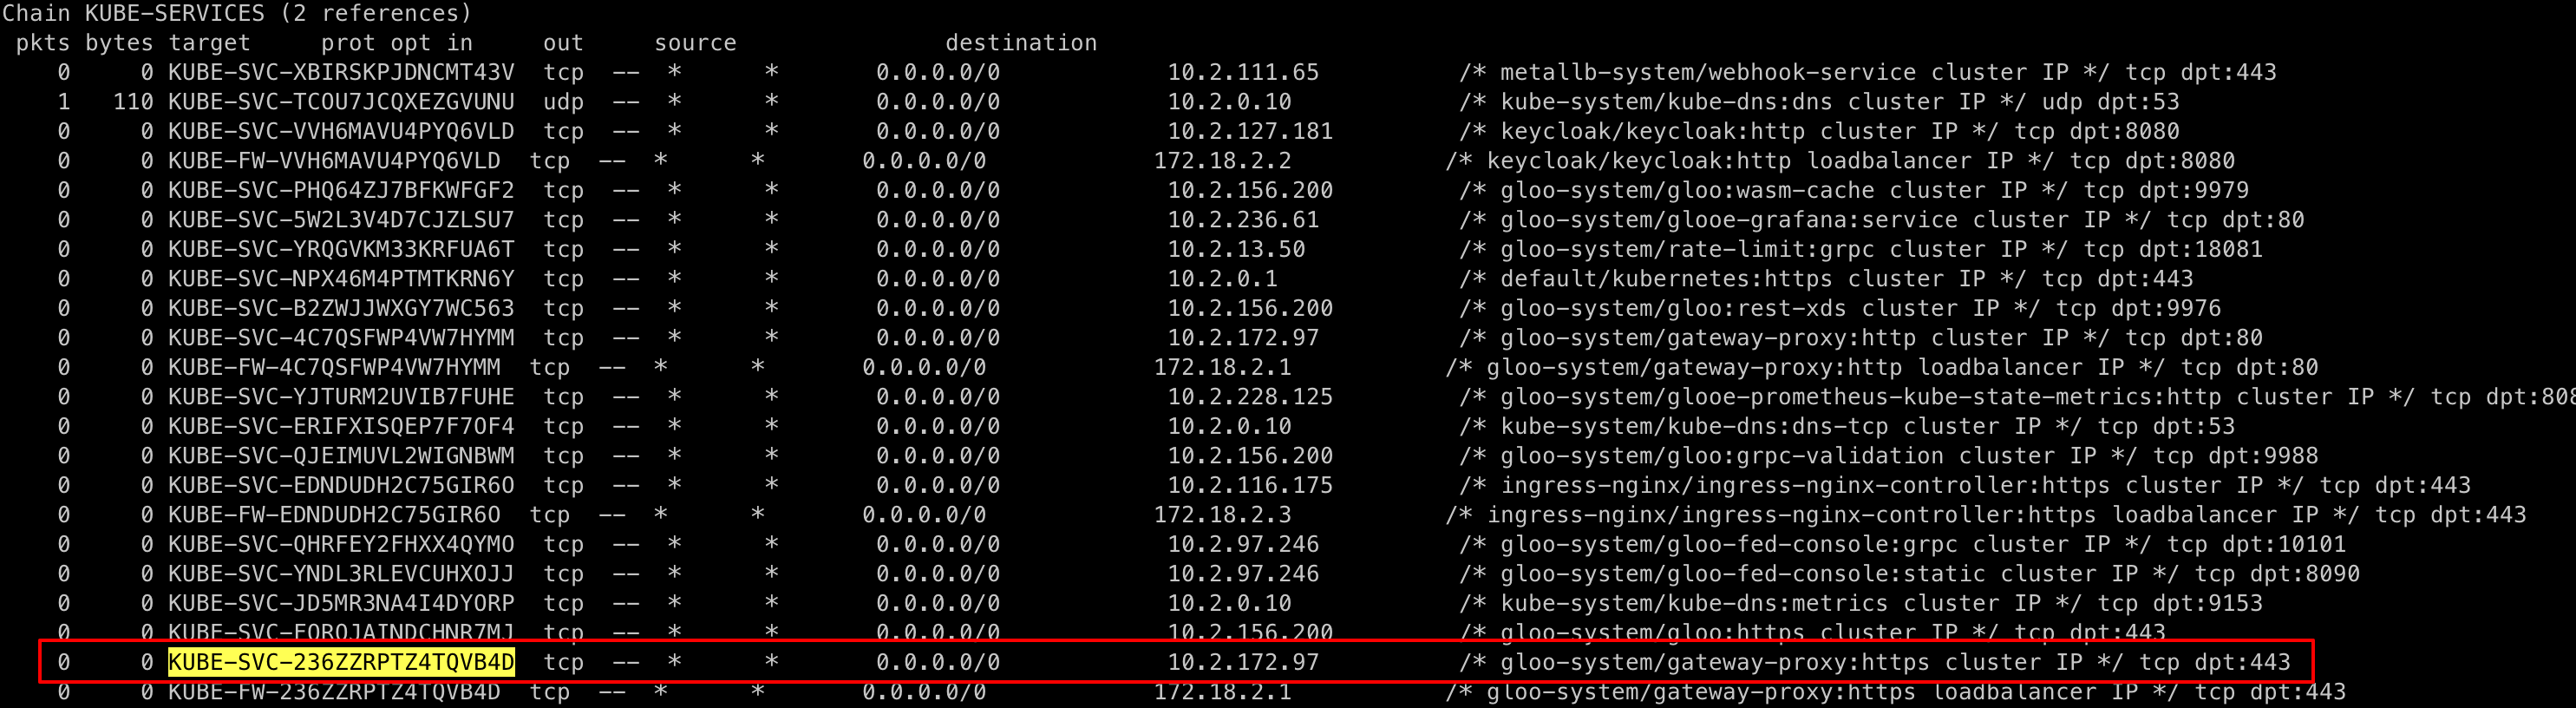 Chain KUBE-SERVICES (2 references)
pkts bytes target prot opt in out source destination
0 0 KUBE-SVC-XBIRSKPJDNCMT43V tcp -- * * 0.0.0.0/0 10.2.111.65 /* metallb-system/webhook-service cluster IP */ tcp dpt:443
1 110 KUBE-SVC-TCOU7JCQXEZGVUNU udp -- * * 0.0.0.0/0 10.2.0.10 /* kube-system/kube-dns:dns cluster IP */ udp dpt:53
0 0 KUBE-SVC-VVH6MAVU4PYQ6VLD tcp -- * * 0.0.0.0/0 10.2.127.181 /* keycloak/keycloak:http cluster IP */ tcp dpt:8080
0 0 KUBE-FW-VVH6MAVU4PYQ6VLD tcp -- * * 0.0.0.0/0 172.18.2.2 /* keycloak/keycloak:http loadbalancer IP */ tcp dpt:8080
0 0 KUBE-SVC-PHQ64ZJ7BFKWFGF2 tcp -- * * 0.0.0.0/0 10.2.156.200 /* gloo-system/gloo:wasm-cache cluster IP */ tcp dpt:9979
0 0 KUBE-SVC-5W2L3V4D7CJZLSU7 tcp -- * * 0.0.0.0/0 10.2.236.61 /* gloo-system/glooe-grafana:service cluster IP */ tcp dpt:80
0 0 KUBE-SVC-YRQGVKM33KRFUA6T tcp -- * * 0.0.0.0/0 10.2.13.50 /* gloo-system/rate-limit:grpc cluster IP */ tcp dpt:18081
0 0 KUBE-SVC-NPX46M4PTMTKRN6Y tcp -- * * 0.0.0.0/0 10.2.0.1 /* default/kubernetes:https cluster IP */ tcp dpt:443
0 0 KUBE-SVC-B2ZWJJWXGY7WC563 tcp -- * * 0.0.0.0/0 10.2.156.200 /* gloo-system/gloo:rest-xds cluster IP */ tcp dpt:9976
0 0 KUBE-SVC-4C7QSFWP4VW7HYMM tcp -- * * 0.0.0.0/0 10.2.172.97 /* gloo-system/gateway-proxy:http cluster IP */ tcp dpt:80
0 0 KUBE-FW-4C7QSFWP4VW7HYMM tcp -- * * 0.0.0.0/0 172.18.2.1 /* gloo-system/gateway-proxy:http loadbalancer IP */ tcp dpt:80
0 0 KUBE-SVC-YJTURM2UVIB7FUHE tcp -- * * 0.0.0.0/0 10.2.228.125 /* gloo-system/glooe-prometheus-kube-state-metrics:http cluster IP */ tcp
0 0 KUBE-SVC-ERIFXISQEP7F7OF4 tcp -- * * 0.0.0.0/0 10.2.0.10 /* kube-system/kube-dns:dns-tcp cluster IP */ tcp dpt:53
0 0 KUBE-SVC-QJEIMUVL2WIGNBWM tcp -- * * 0.0.0.0/0 10.2.156.200 /* gloo-system/gloo:grpc-validation cluster IP */ tcp dpt:9988
0 0 KUBE-SVC-EDNDUDH2C75GIR6O tcp -- * * 0.0.0.0/0 10.2.116.175 /* ingress-nginx/ingress-nginx-controller:https cluster IP */ tcp dpt:443
0 0 KUBE-FW-EDNDUDH2C75GIR6O tcp -- * * 0.0.0.0/0 172.18.2.3 /* ingress-nginx/ingress-nginx-controller:https loadbalancer IP */ tcp dpt:443
0 0 KUBE-SVC-QHRFEY2FHXX4QYMO tcp -- * * 0.0.0.0/0 10.2.97.246 /* gloo-system/gloo-fed-console:grpc cluster IP */ tcp dpt:10101
0 0 KUBE-SVC-YNDL3RLEVCUHXOJJ tcp -- * * 0.0.0.0/0 10.2.97.246 /* gloo-system/gloo-fed-console:static cluster IP */ tcp dpt:8090
0 0 KUBE-SVC-JD5MR3NA4I4DYORP tcp -- * * 0.0.0.0/0 10.2.0.10 /* kube-system/kube-dns:metrics cluster IP */ tcp dpt:9153
0 0 tcp -- * * 0.0.0.0/0 10.2.156.200 /* gloo-system/gloo:https cluster IP */ tcp dpt:443
0 0 KUBE-SVC-236ZZRPTZ4TQVB4D tcp -- * * 0.0.0.0/0 10.2.172.97 /* gloo-system/gateway-proxy:https cluster IP */ tcp dpt:443
0 0 KUBE-FW-236ZZRPTZ4TQVB4D tcp -- * * 0.0.0.0/0 172.18.2.1 /* gloo-system/gateway-proxy:https loadbalancer IP */ tcp dpt:443